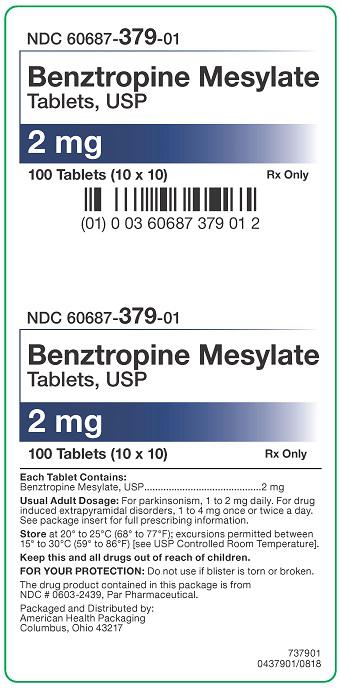 NDC 60687-379-01
Benztropine Mesylate
Tablets, USP
2 mg
100 Tablets (10 x 10) Rx Only
(01) 0 03 60687 379 01 2
NDC 60687-379-01
Benztropine Mesylate
Tablets, USP
2 mg
100 Tablets (10 x 10) Rx Only
Each Tablet Contains:
Benztropine Mesylate, USP............................................2 mg
Usual Adult Dosage: For parkinsonism, 1 to 2 mg daily. For drug
induced extrapyramidal disorders, 1 to 4 mg once or twice a day.
See package insert for full prescribing information.
Store at 20° to 25°C (68° to 77°F); excursions permitted between
15° to 30°C (59° to 86°F) [see USP Controlled Room Temperature].
Keep this and all drugs out of reach of children.
FOR YOUR PROTECTION: Do not use if blister is torn or broken.
The drug product contained in this package is from
NDC # 0603-2439, Par Pharmaceutical.
Packaged and Distributed by:
American Health Packaging
Columbus, Ohio 43217
737901
0437901/0818